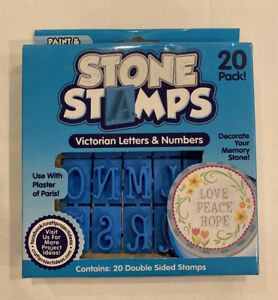 PAINT &
STONE
STAMPS
20
Pack!
Victorian Letters & Numbers
Decorate
Your
Memory
Stone!
Use With
Plaster
of Paris!
LOVE
PEACE
HOPE
Visit
Us For
More
Project
Ideas!
Contains: 20 Double Sided Stamps